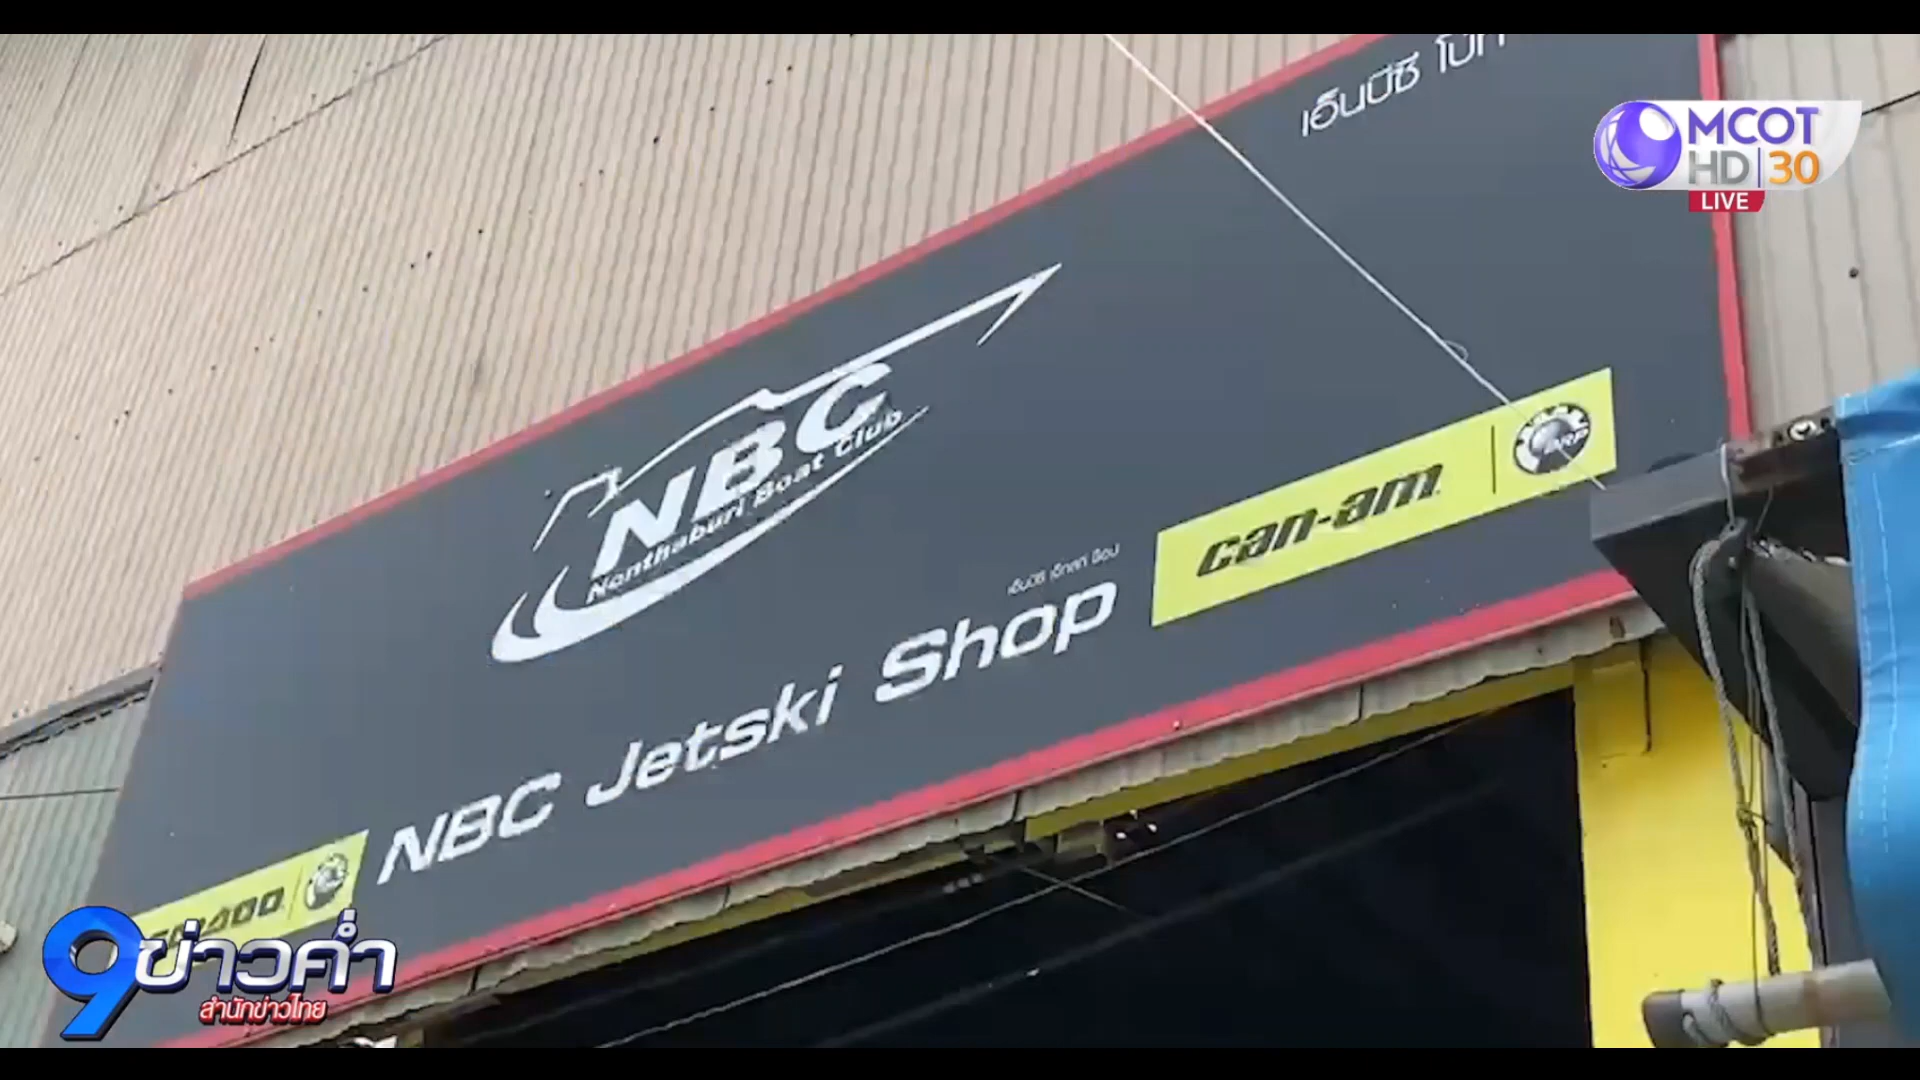 เอ็นบีซี โบ๊ท
MCOT
HD 30
LIVE
NBC
Nonthaburi Boat Club
can-am
BRP
เอ็นบีซี เจ็ทสกี ช็อป
NBC Jetski Shop
9 ข่าวค่ำ
สำนักข่าวไทย